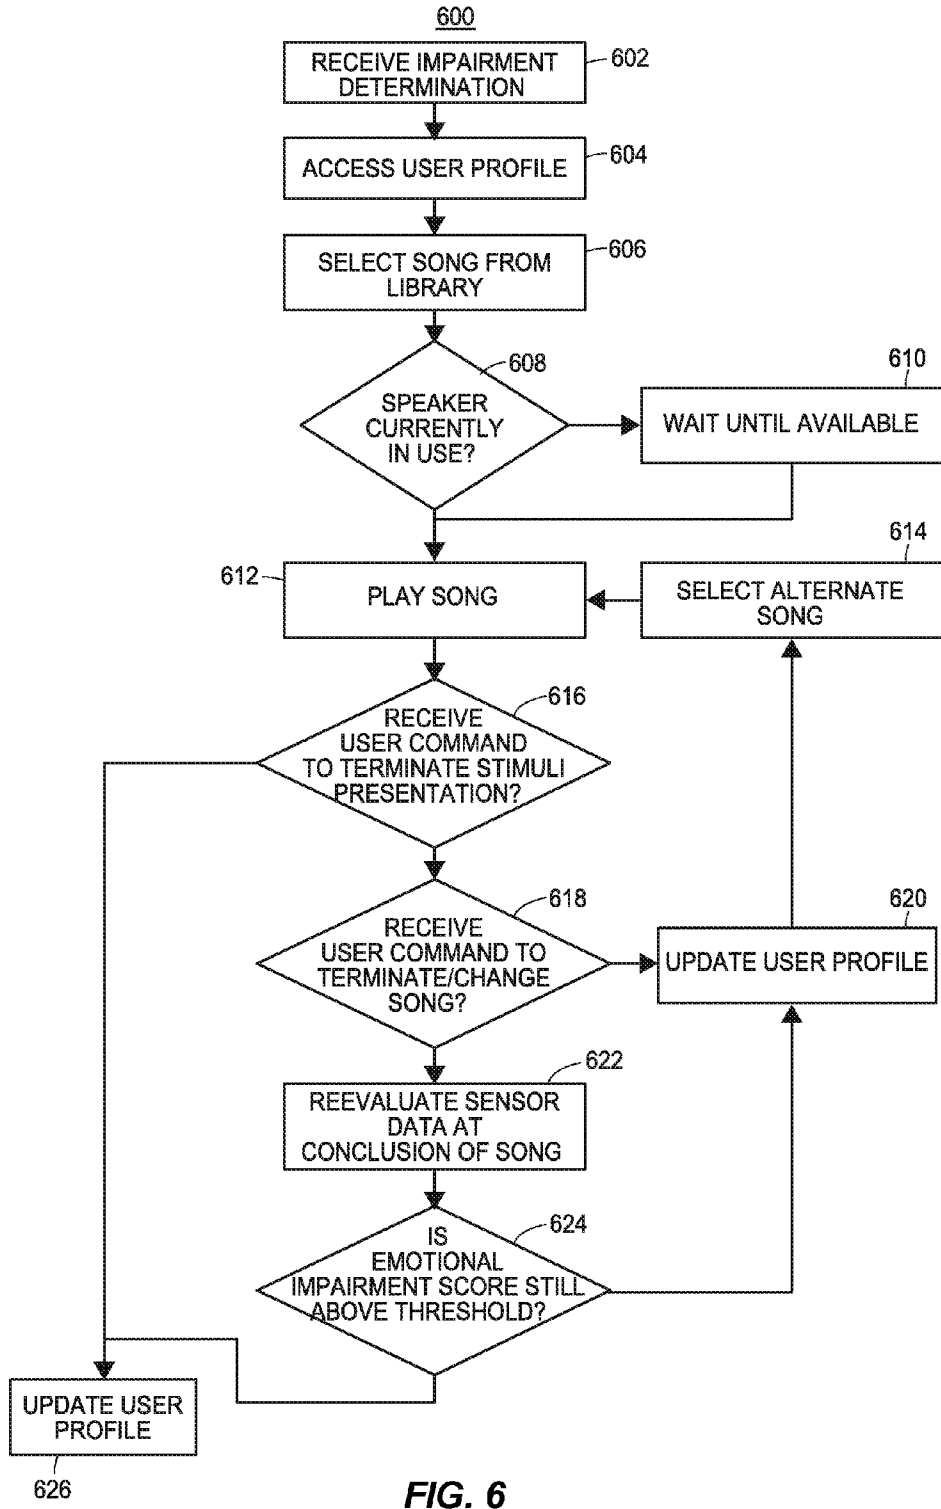 600
RECEIVE IMPAIRMENT
DETERMINATION
602
ACCESS USER PROFILE
604
SELECT SONG FROM
LIBRARY
606
608
SPEAKER
CURRENTLY
IN USE?
610
WAIT UNTIL AVAILABLE
612
PLAY SONG
614
SELECT ALTERNATE
SONG
616
RECEIVE
USER COMMAND
TO TERMINATE STIMULI
PRESENTATION?
618
RECEIVE
USER COMMAND TO
TERMINATE/CHANGE
SONG?
620
UPDATE USER PROFILE
622
REEVALUATE SENSOR
DATA AT
CONCLUSION OF SONG
624
IS
EMOTIONAL
IMPAIRMENT SCORE STILL
ABOVE THRESHOLD?
UPDATE USER
PROFILE
626
FIG. 6